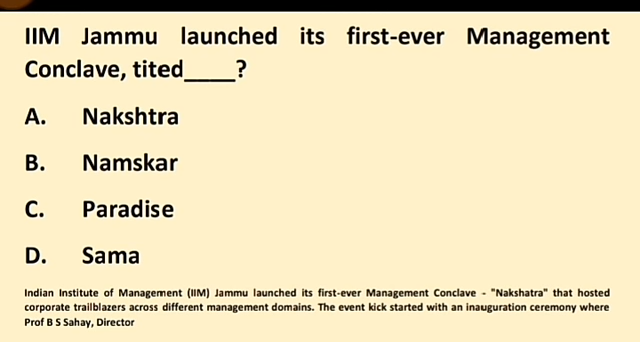 IIM Jammu launched its first-ever Management
Conclave, tited____?
A. Nakshtra
B. Namskar
C. Paradise
D. Sama
Indian Institute of Management (IIM) Jammu launched its first-ever Management Conclave - "Nakshatra" that hosted
corporate trailblazers across different management domains. The event kick started with an inauguration ceremony where
Prof B S Sahay, Director